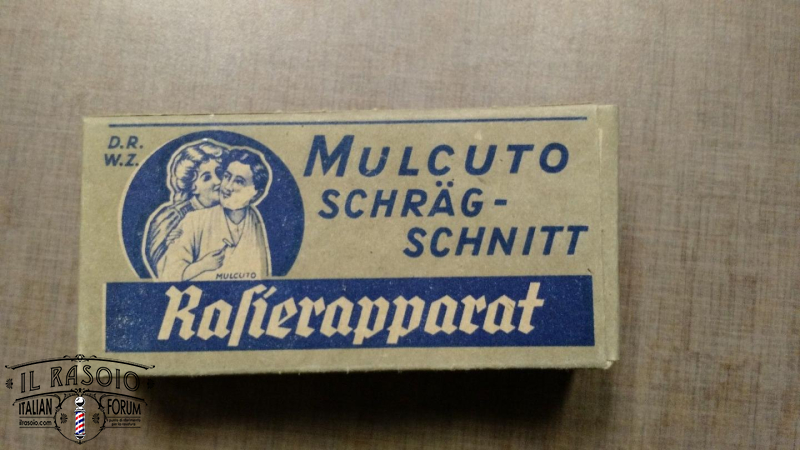 D.R.
W.Z.
MULCUTO
SCHRÄG-
SCHNITT
MULCUTO
Raſierapparat
IL RASOIO
ITALIAN FORUM
ilrasoio.com